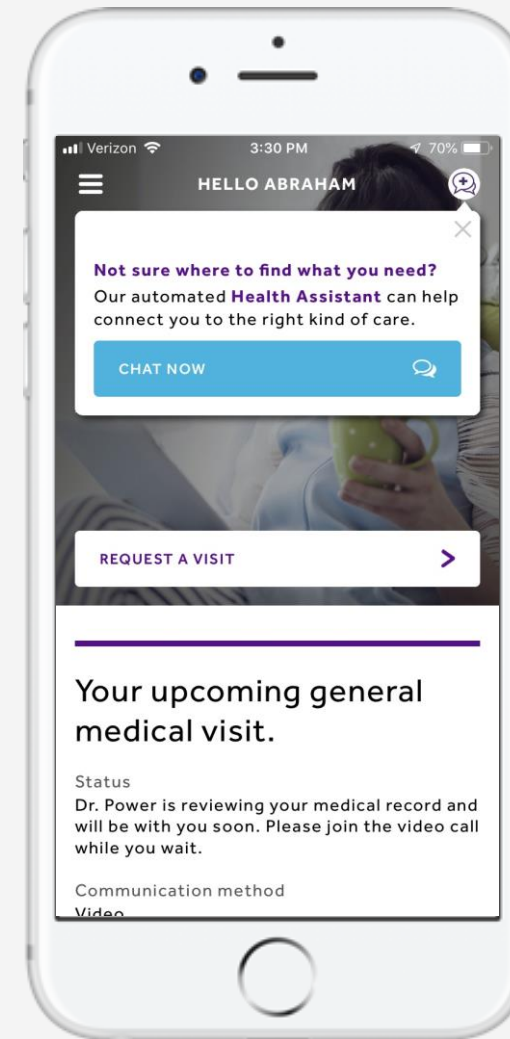 Verizon 3:30 PM 70%
HELLO ABRAHAM
Not sure where to find what you need?
Our automated Health Assistant can help
connect you to the right kind of care.
CHAT NOW
REQUEST A VISIT
Your upcoming general
medical visit.
Status
Dr. Power is reviewing your medical record and
will be with you soon. Please join the video call
while you wait.
Communication method
Video